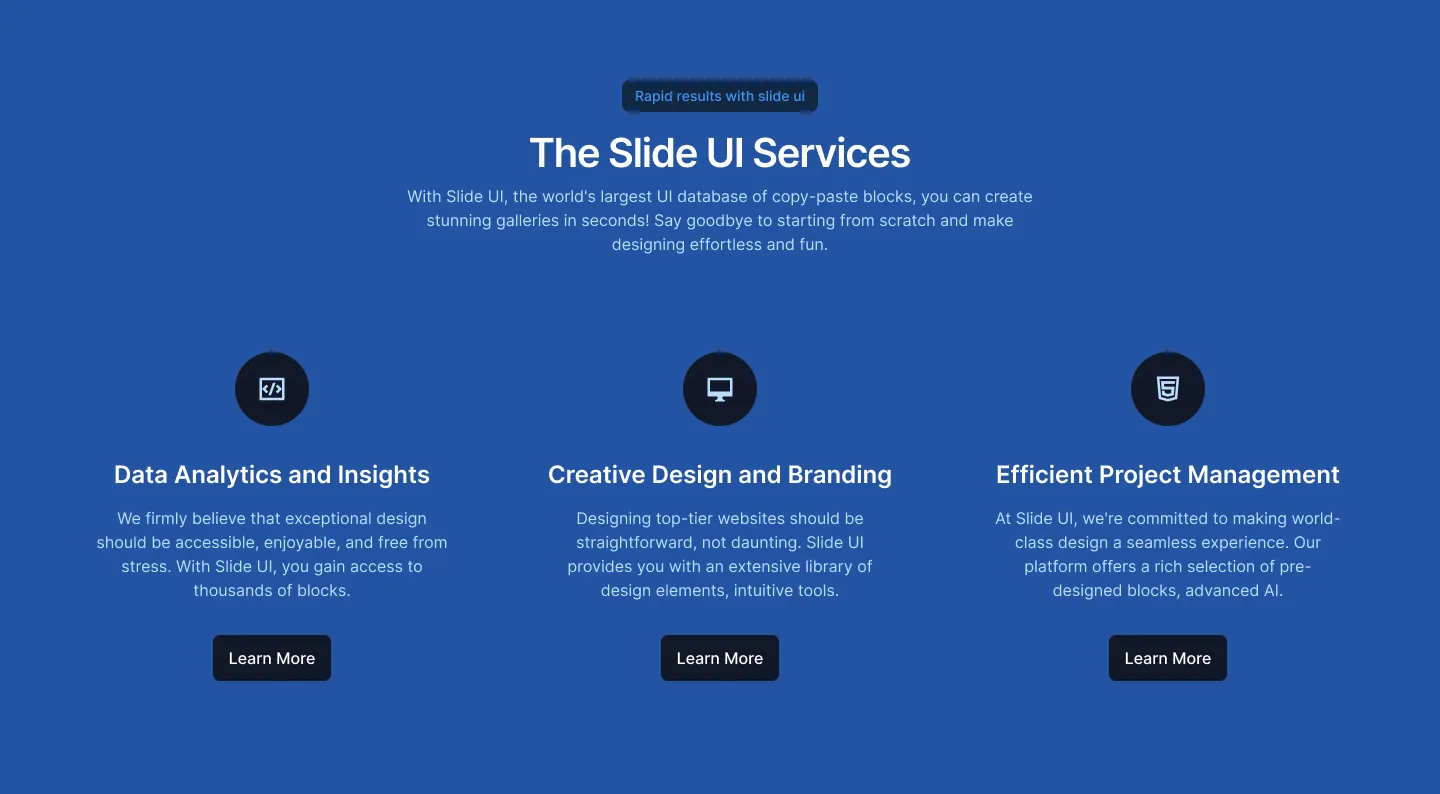 Rapid results with slide ui
The Slide UI Services
With Slide UI, the world's largest UI database of copy-paste blocks, you can create
stunning galleries in seconds! Say goodbye to starting from scratch and make
designing effortless and fun.
Data Analytics and Insights
We firmly believe that exceptional design
should be accessible, enjoyable, and free from
stress. With Slide UI, you gain access to
thousands of blocks.
Learn More
Creative Design and Branding
Designing top-tier websites should be
straightforward, not daunting. Slide UI
provides you with an extensive library of
design elements, intuitive tools.
Learn More
Efficient Project Management
At Slide UI, we're committed to making world-
class design a seamless experience. Our
platform offers a rich selection of pre-
designed blocks, advanced AI.
Learn More